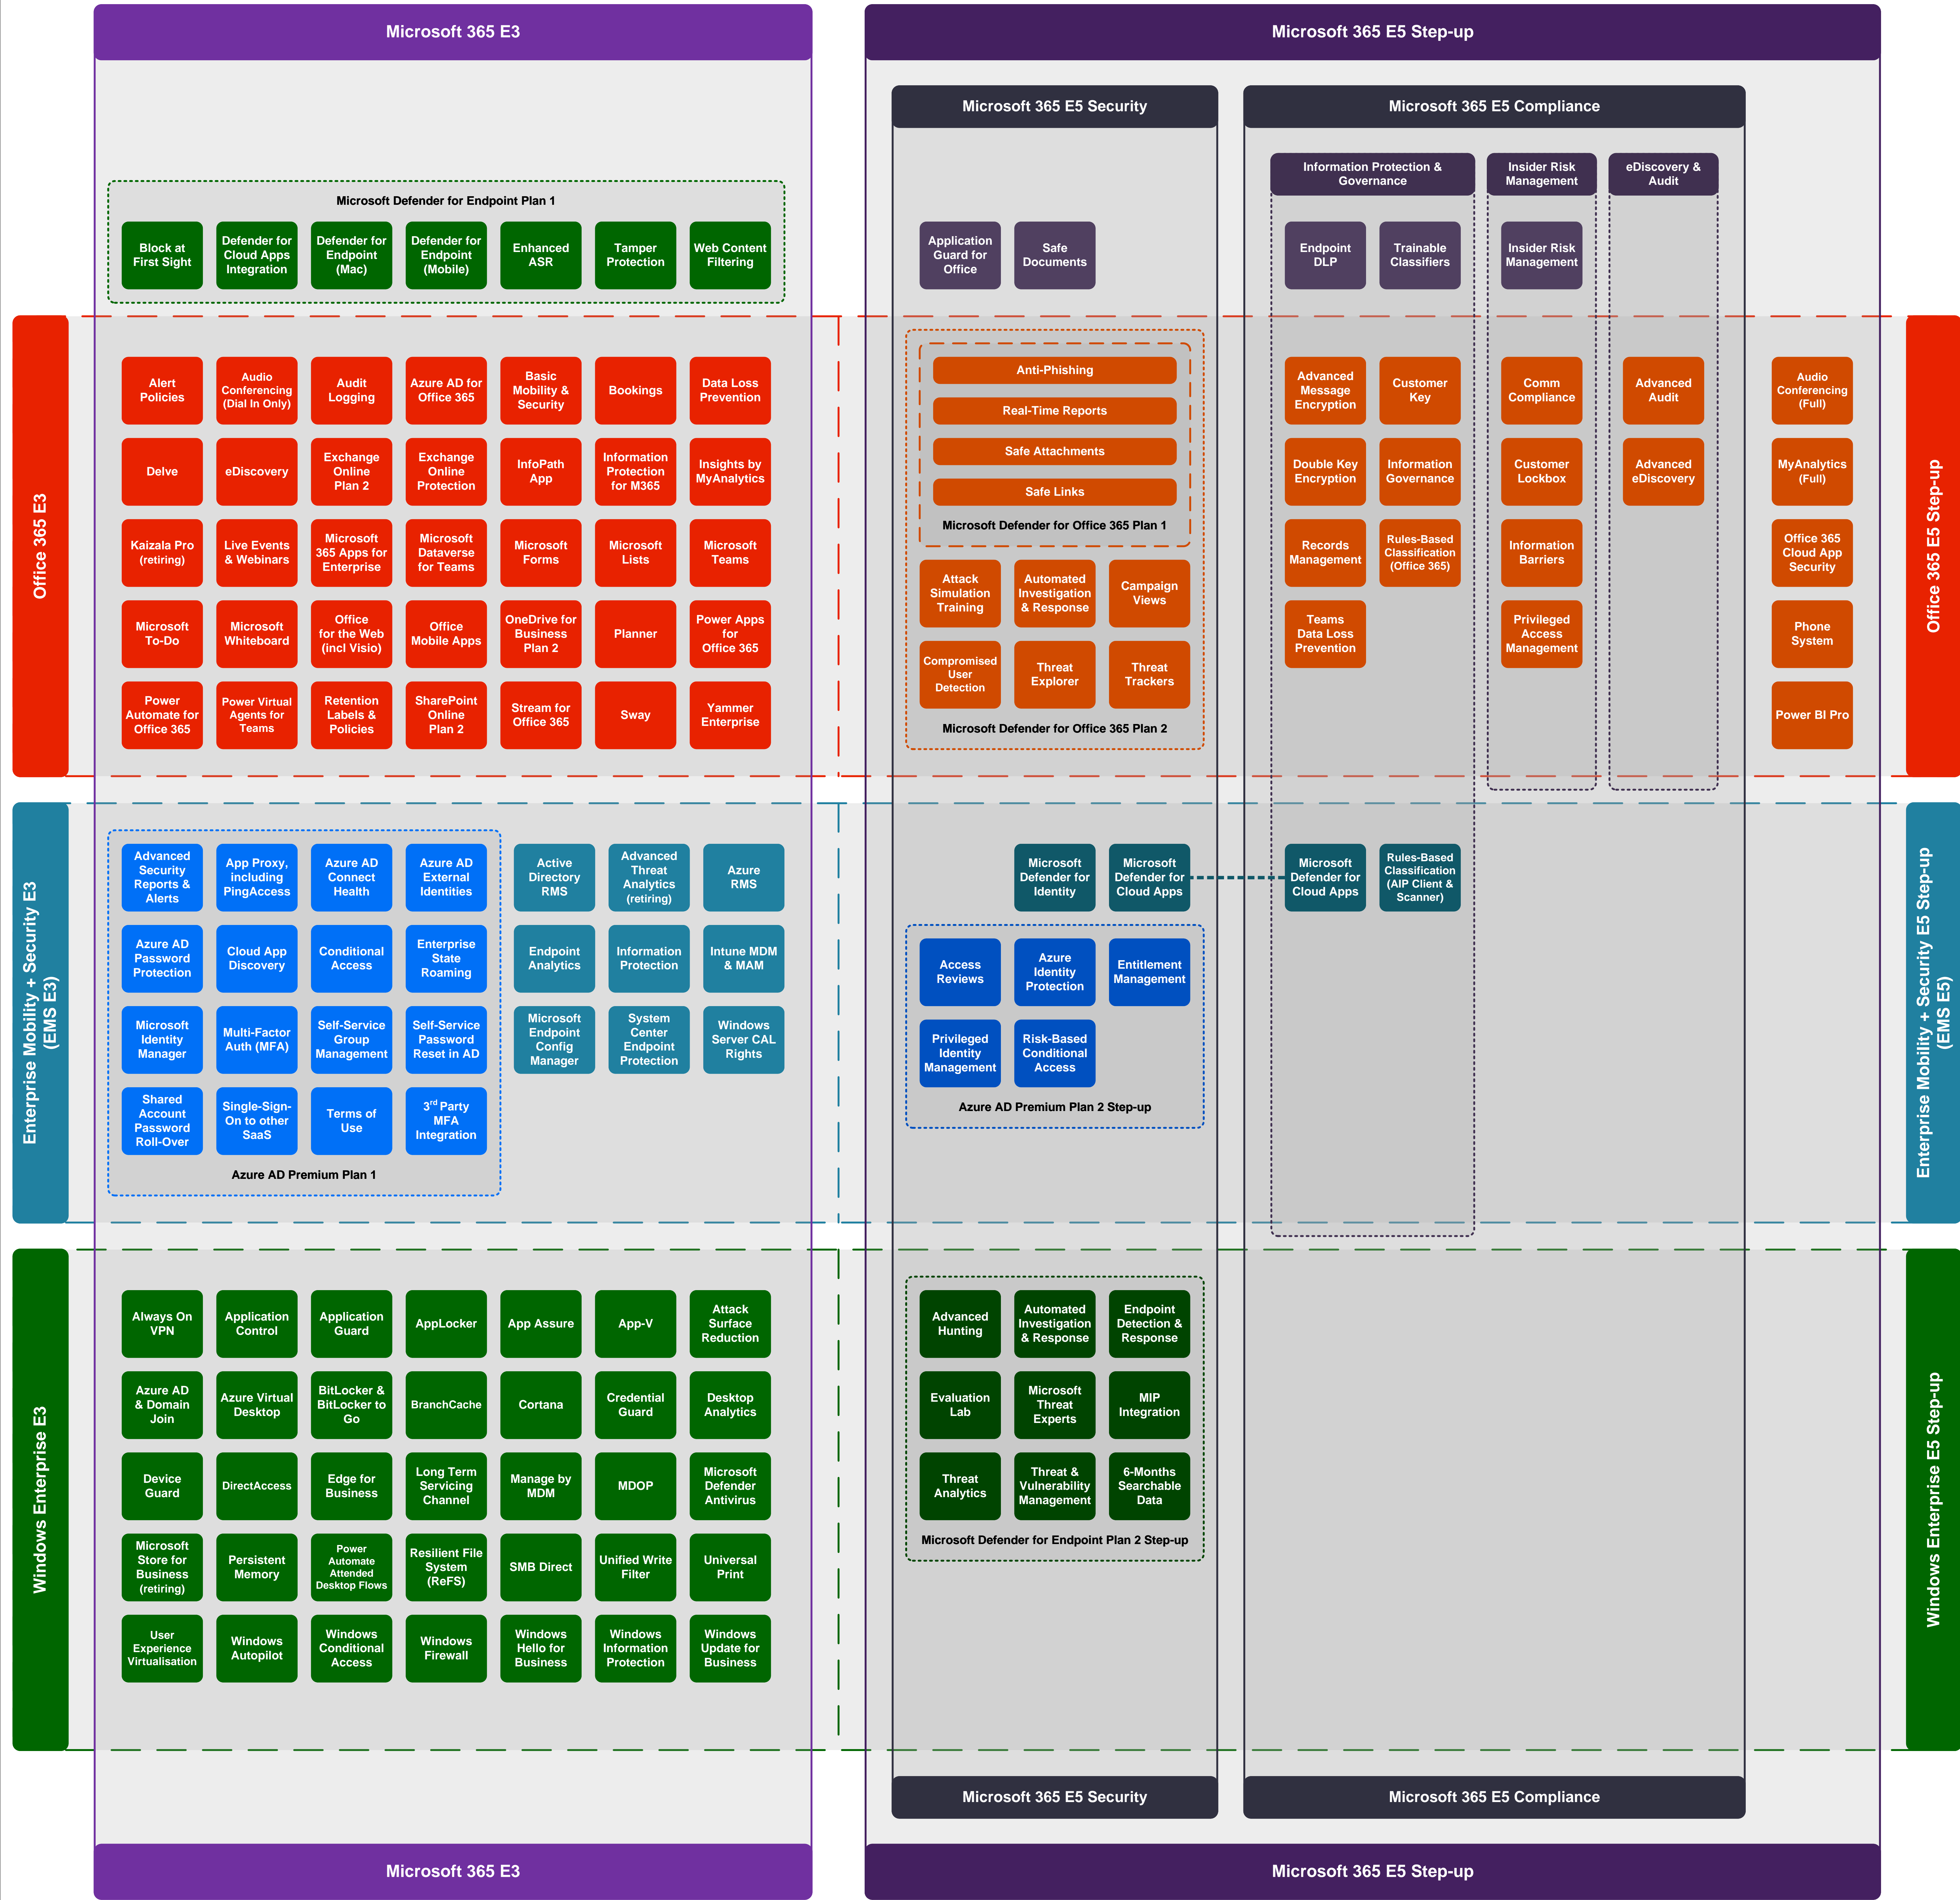 Microsoft 365 E3
Microsoft 365 E5 Step-up
Microsoft 365 E5 Security
Microsoft 365 E5 Compliance
Information Protection &
Governance
Insider Risk
Management
eDiscovery &
Audit
Microsoft Defender for Endpoint Plan 1
Block at
First Sight
Defender for
Cloud Apps
Integration
Defender for
Endpoint
(Mac)
Defender for
Endpoint
(Mobile)
Enhanced
ASR
Tamper
Protection
Web Content
Filtering
Application
Guard for
Office
Safe
Documents
Endpoint
DLP
Trainable
Classifiers
Insider Risk
Management
Office 365 E3
Alert
Policies
Audio
Conferencing
(Dial In Only)
Audit
Logging
Azure AD for
Office 365
Basic
Mobility &
Security
Bookings
Data Loss
Prevention
Delve
eDiscovery
Exchange
Online
Plan 2
Exchange
Online
Protection
InfoPath
App
Information
Protection
for M365
Insights by
MyAnalytics
Kaizala Pro
(retiring)
Live Events
& Webinars
Microsoft
365 Apps for
Enterprise
Microsoft
Dataverse
for Teams
Microsoft
Forms
Microsoft
Lists
Microsoft
Teams
Microsoft
To-Do
Microsoft
Whiteboard
Office
for the Web
(incl Visio)
Office
Mobile Apps
OneDrive for
Business
Plan 2
Planner
Power Apps
for
Office 365
Power
Automate for
Office 365
Power Virtual
Agents for
Teams
Retention
Labels &
Policies
SharePoint
Online
Plan 2
Stream for
Office 365
Sway
Yammer
Enterprise
Anti-Phishing
Real-Time Reports
Safe Attachments
Safe Links
Microsoft Defender for Office 365 Plan 1
Attack
Simulation
Training
Automated
Investigation
& Response
Campaign
Views
Compromised
User
Detection
Threat
Explorer
Threat
Trackers
Microsoft Defender for Office 365 Plan 2
Advanced
Message
Encryption
Customer
Key
Comm
Compliance
Advanced
Audit
Audio
Conferencing
(Full)
Double Key
Encryption
Information
Governance
Customer
Lockbox
Advanced
eDiscovery
MyAnalytics
(Full)
Records
Management
Rules-Based
Classification
(Office 365)
Information
Barriers
Office 365
Cloud App
Security
Teams
Data Loss
Prevention
Privileged
Access
Management
Phone
System
Power BI Pro
Office 365 E5 Step-up
Enterprise Mobility + Security E3
(EMS E3)
Advanced
Security
Reports &
Alerts
App Proxy,
including
PingAccess
Azure AD
Connect
Health
Azure AD
External
Identities
Active
Directory
RMS
Advanced
Threat
Analytics
(retiring)
Azure
RMS
Azure AD
Password
Protection
Cloud App
Discovery
Conditional
Access
Enterprise
State
Roaming
Endpoint
Analytics
Information
Protection
Intune MDM
& MAM
Microsoft
Identity
Manager
Multi-Factor
Auth (MFA)
Self-Service
Group
Management
Self-Service
Password
Reset in AD
Microsoft
Endpoint
Config
Manager
System
Center
Endpoint
Protection
Windows
Server CAL
Rights
Shared
Account
Password
Roll-Over
Single-Sign-
On to other
SaaS
Terms of
Use
3rd Party
MFA
Integration
Azure AD Premium Plan 1
Microsoft
Defender for
Identity
Microsoft
Defender for
Cloud Apps
Microsoft
Defender for
Cloud Apps
Rules-Based
Classification
(AIP Client &
Scanner)
Access
Reviews
Azure
Identity
Protection
Entitlement
Management
Privileged
Identity
Management
Risk-Based
Conditional
Access
Azure AD Premium Plan 2 Step-up
Enterprise Mobility + Security E5 Step-up
(EMS E5)
Windows Enterprise E3
Always On
VPN
Application
Control
Application
Guard
AppLocker
App Assure
App-V
Attack
Surface
Reduction
Azure AD
& Domain
Join
Azure Virtual
Desktop
BitLocker &
BitLocker to
Go
BranchCache
Cortana
Credential
Guard
Desktop
Analytics
Device
Guard
DirectAccess
Edge for
Business
Long Term
Servicing
Channel
Manage by
MDM
MDOP
Microsoft
Defender
Antivirus
Microsoft
Store for
Business
(retiring)
Persistent
Memory
Power
Automate
Attended
Desktop Flows
Resilient File
System
(ReFS)
SMB Direct
Unified Write
Filter
Universal
Print
User
Experience
Virtualisation
Windows
Autopilot
Windows
Conditional
Access
Windows
Firewall
Windows
Hello for
Business
Windows
Information
Protection
Windows
Update for
Business
Advanced
Hunting
Automated
Investigation
& Response
Endpoint
Detection &
Response
Evaluation
Lab
Microsoft
Threat
Experts
MIP
Integration
Threat
Analytics
Threat &
Vulnerability
Management
6-Months
Searchable
Data
Microsoft Defender for Endpoint Plan 2 Step-up
Windows Enterprise E5 Step-up
Microsoft 365 E5 Security
Microsoft 365 E5 Compliance
Microsoft 365 E3
Microsoft 365 E5 Step-up